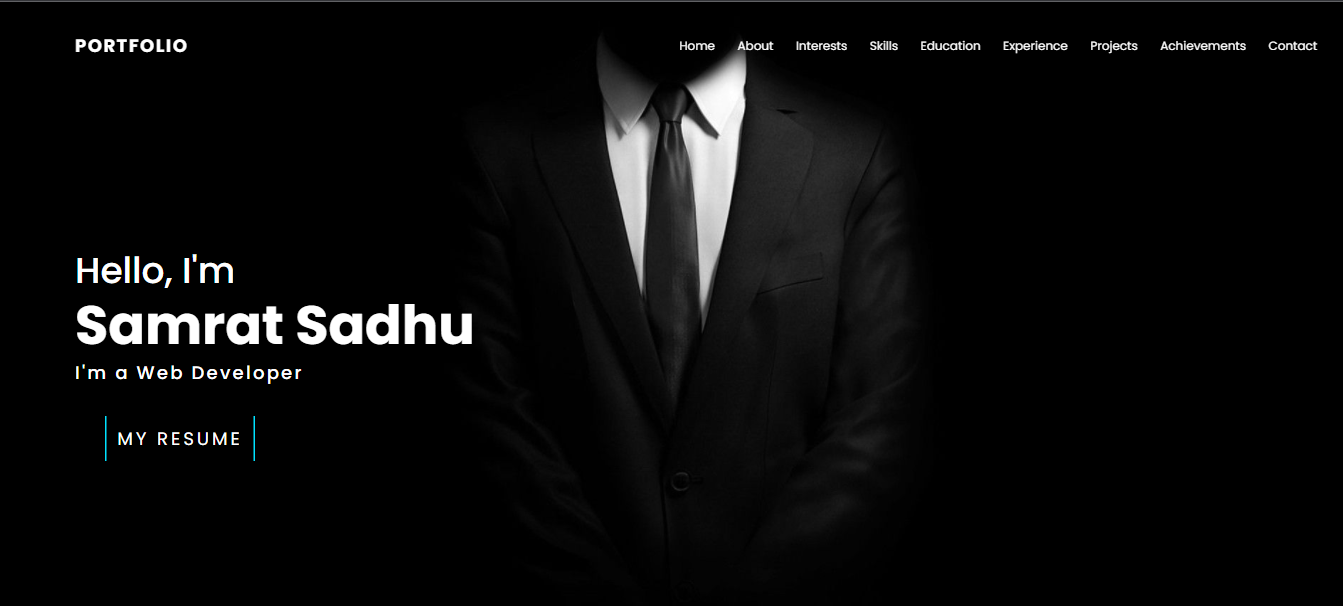 PORTFOLIO Home About Interests Skills Education Experience Projects Achievements Contact
Hello, I'm
Samrat Sadhu
I'm a Web Developer
MY RESUME